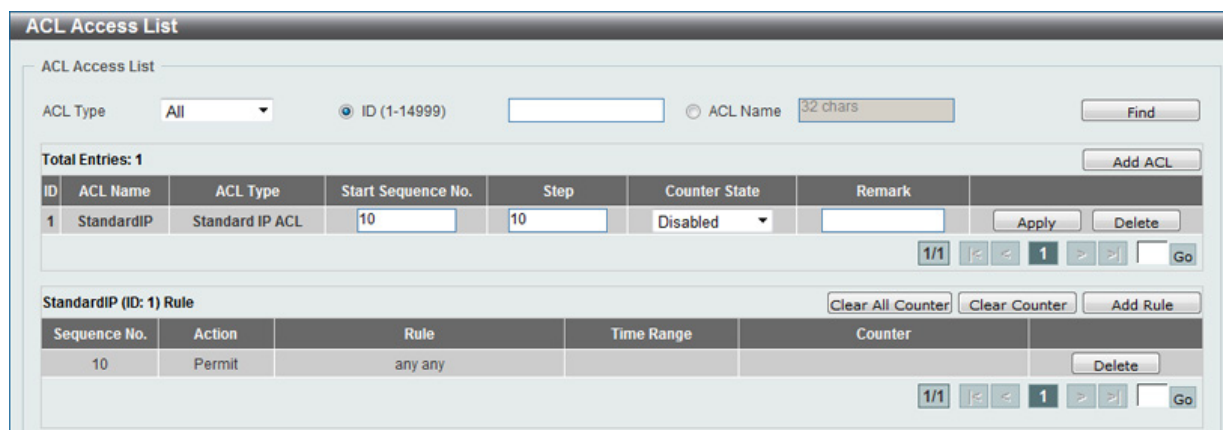 ACL Access List
ACL Access List
ACL Type All ID (1-14999) ACL Name 32 chars Find
Total Entries: 1 Add ACL
ID ACL Name ACL Type Start Sequence No. Step Counter State Remark
1 StandardIP Standard IP ACL 10 10 Disabled Apply Delete
1/1 |< < 1 > >| Go
StandardIP (ID: 1) Rule Clear All Counter Clear Counter Add Rule
Sequence No. Action Rule Time Range Counter
10 Permit any any Delete
1/1 |< < 1 > >| Go